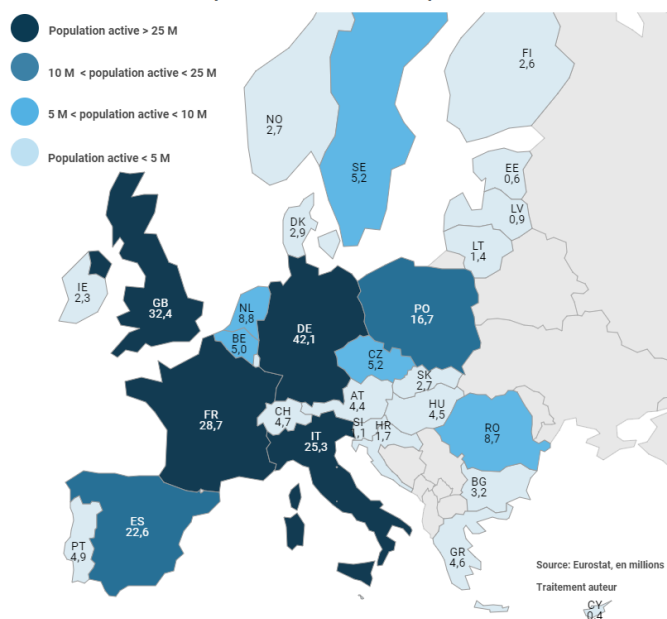 Population active > 25 M
10 M < population active < 25 M
5 M < population active < 10 M
Population active < 5 M
FI
2,6
NO
2,7
SE
5,2
EE
0,6
LV
0,9
DK
2,9
LT
1,4
IE
2,3
GB
32,4
NL
8,8
BE
5,0
DE
42,1
PO
16,7
CZ
5,2
SK
2,7
AT
4,4
HU
4,5
FR
28,7
CH
4,7
SI
1,1
HR
1,7
RO
8,7
IT
25,3
BG
3,2
ES
22,6
PT
4,9
GR
4,6
Source: Eurostat, en millions
Traitement auteur
CY
0,4